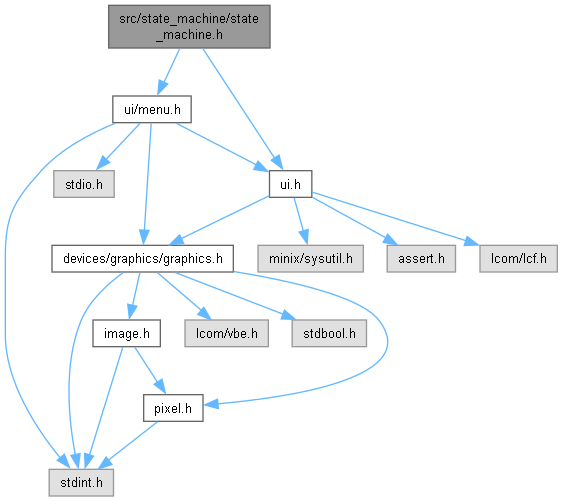 src/state_machine/state
_machine.h
ui/menu.h
stdio.h
ui.h
devices/graphics/graphics.h
minix/sysutil.h
assert.h
lcom/lcf.h
image.h
lcom/vbe.h
stdbool.h
pixel.h
stdint.h